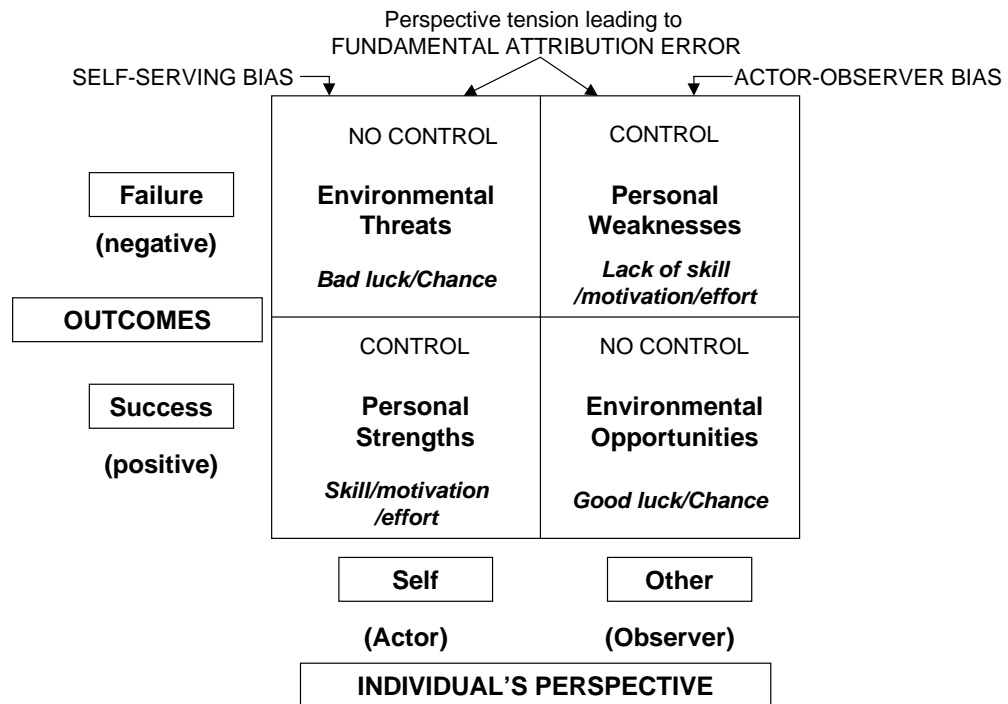 Perspective tension leading to
FUNDAMENTAL ATTRIBUTION ERROR
SELF-SERVING BIAS
ACTOR-OBSERVER BIAS
NO CONTROL
CONTROL
Failure
Environmental
Threats
Personal
Weaknesses
(negative)
Bad luck/Chance
Lack of skill
/motivation/effort
OUTCOMES
CONTROL
NO CONTROL
Success
Personal
Strengths
Environmental
Opportunities
(positive)
Skill/motivation
/effort
Good luck/Chance
Self
Other
(Actor)
(Observer)
INDIVIDUAL'S PERSPECTIVE